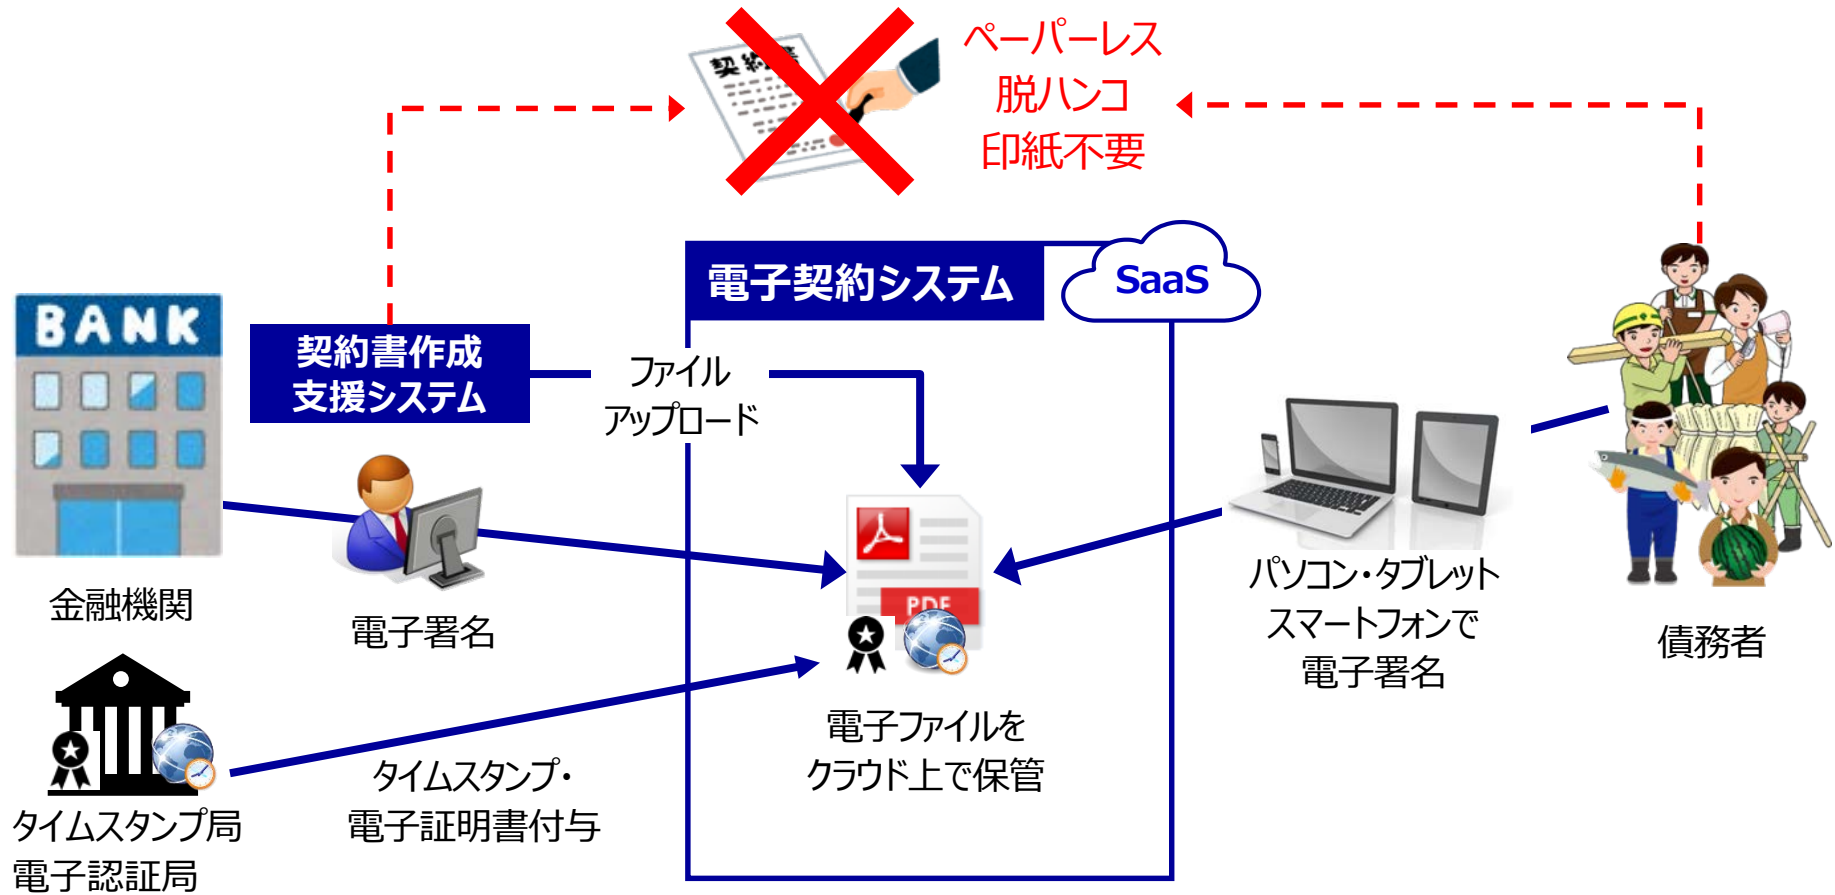 契約書
ペーパーレス
脱ハンコ
印紙不要
電子契約システム
SaaS
BANK
契約書作成
支援システム
ファイル
アップロード
PDF
金融機関
電子署名
パソコン・タブレット
スマートフォンで
電子署名
債務者
電子ファイルを
クラウド上で保管
タイムスタンプ・
電子証明書付与
タイムスタンプ局
電子認証局